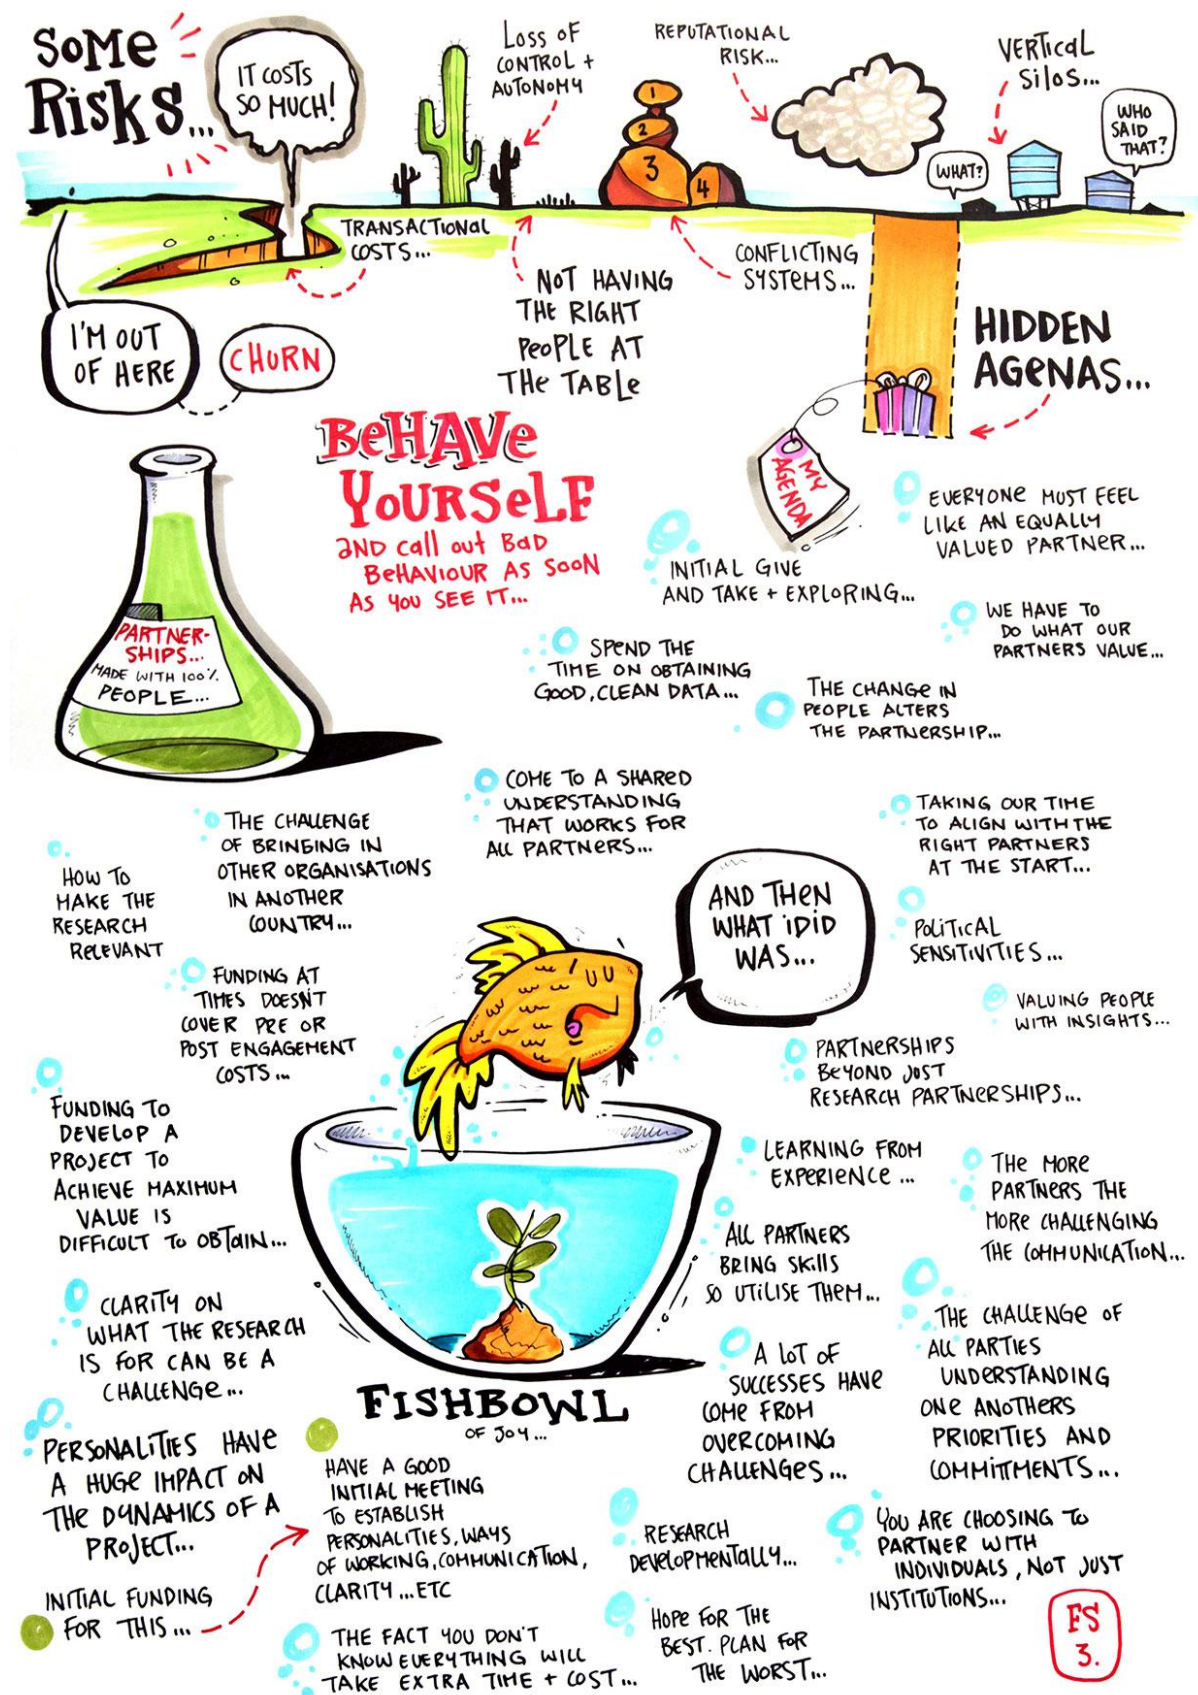 SOME
RISKS...
IT COSTS
SO MUCH!
LOSS OF
CONTROL +
AUTONOMY
REPUTATIONAL
RISK...
VERTICAL
SILOS...
WHO
SAID
THAT?
WHAT?
1
2
3
4
TRANSACTIONAL
COSTS...
NOT HAVING
THE RIGHT
PEOPLE AT
THE TABLE
CONFLICTING
SYSTEMS...
HIDDEN
AGENAS...
I'M OUT
OF HERE
CHURN
MY
AGENDA
BEHAVE
YOURSELF
AND call out BAD
BEHAVIOUR AS SOON
AS YOU SEE IT...
PARTNER-
SHIPS...
MADE WITH 100%
PEOPLE...
EVERYONE MUST FEEL
LIKE AN EQUALLY
VALUED PARTNER...
INITIAL GIVE
AND TAKE + EXPLORING...
WE HAVE TO
DO WHAT OUR
PARTNERS VALUE...
SPEND THE
TIME ON OBTAINING
GOOD, CLEAN DATA...
THE CHANGE IN
PEOPLE ALTERS
THE PARTNERSHIP...
COME TO A SHARED
UNDERSTANDING
THAT WORKS FOR
ALL PARTNERS...
TAKING OUR TIME
TO ALIGN WITH THE
RIGHT PARTNERS
AT THE START...
THE CHALLENGE
OF BRINGING IN
OTHER ORGANISATIONS
IN ANOTHER
COUNTRY...
HOW TO
MAKE THE
RESEARCH
RELEVANT
AND THEN
WHAT I DID
WAS...
POLITICAL
SENSITIVITIES...
FUNDING AT
TIMES DOESN'T
COVER PRE OR
POST ENGAGEMENT
COSTS...
VALUING PEOPLE
WITH INSIGHTS...
PARTNERSHIPS
BEYOND JUST
RESEARCH PARTNERSHIPS...
FUNDING TO
DEVELOP A
PROJECT TO
ACHIEVE MAXIMUM
VALUE IS
DIFFICULT TO OBTAIN...
LEARNING FROM
EXPERIENCE...
THE MORE
PARTNERS THE
MORE CHALLENGING
THE COMMUNICATION...
ALL PARTNERS
BRING SKILLS
SO UTILISE THEM...
CLARITY ON
WHAT THE RESEARCH
IS FOR CAN BE A
CHALLENGE...
THE CHALLENGE OF
ALL PARTIES
UNDERSTANDING
ONE ANOTHERS
PRIORITIES AND
COMMITTMENTS...
A LOT OF
SUCCESSES HAVE
COME FROM
OVERCOMING
CHALLENGES...
FISHBOWL
OF JOY...
PERSONALITIES HAVE
A HUGE IMPACT ON
THE DYNAMICS OF A
PROJECT...
HAVE A GOOD
INITIAL MEETING
TO ESTABLISH
PERSONALITIES, WAYS
OF WORKING, COMMUNICATION,
CLARITY...ETC
INITIAL FUNDING
FOR THIS...
RESEARCH
DEVELOPMENTALLY...
YOU ARE CHOOSING TO
PARTNER WITH
INDIVIDUALS, NOT JUST
INSTITUTIONS...
THE FACT YOU DON'T
KNOW EVERYTHING WILL
TAKE EXTRA TIME + COST...
HOPE FOR THE
BEST. PLAN FOR
THE WORST...
FS
3.